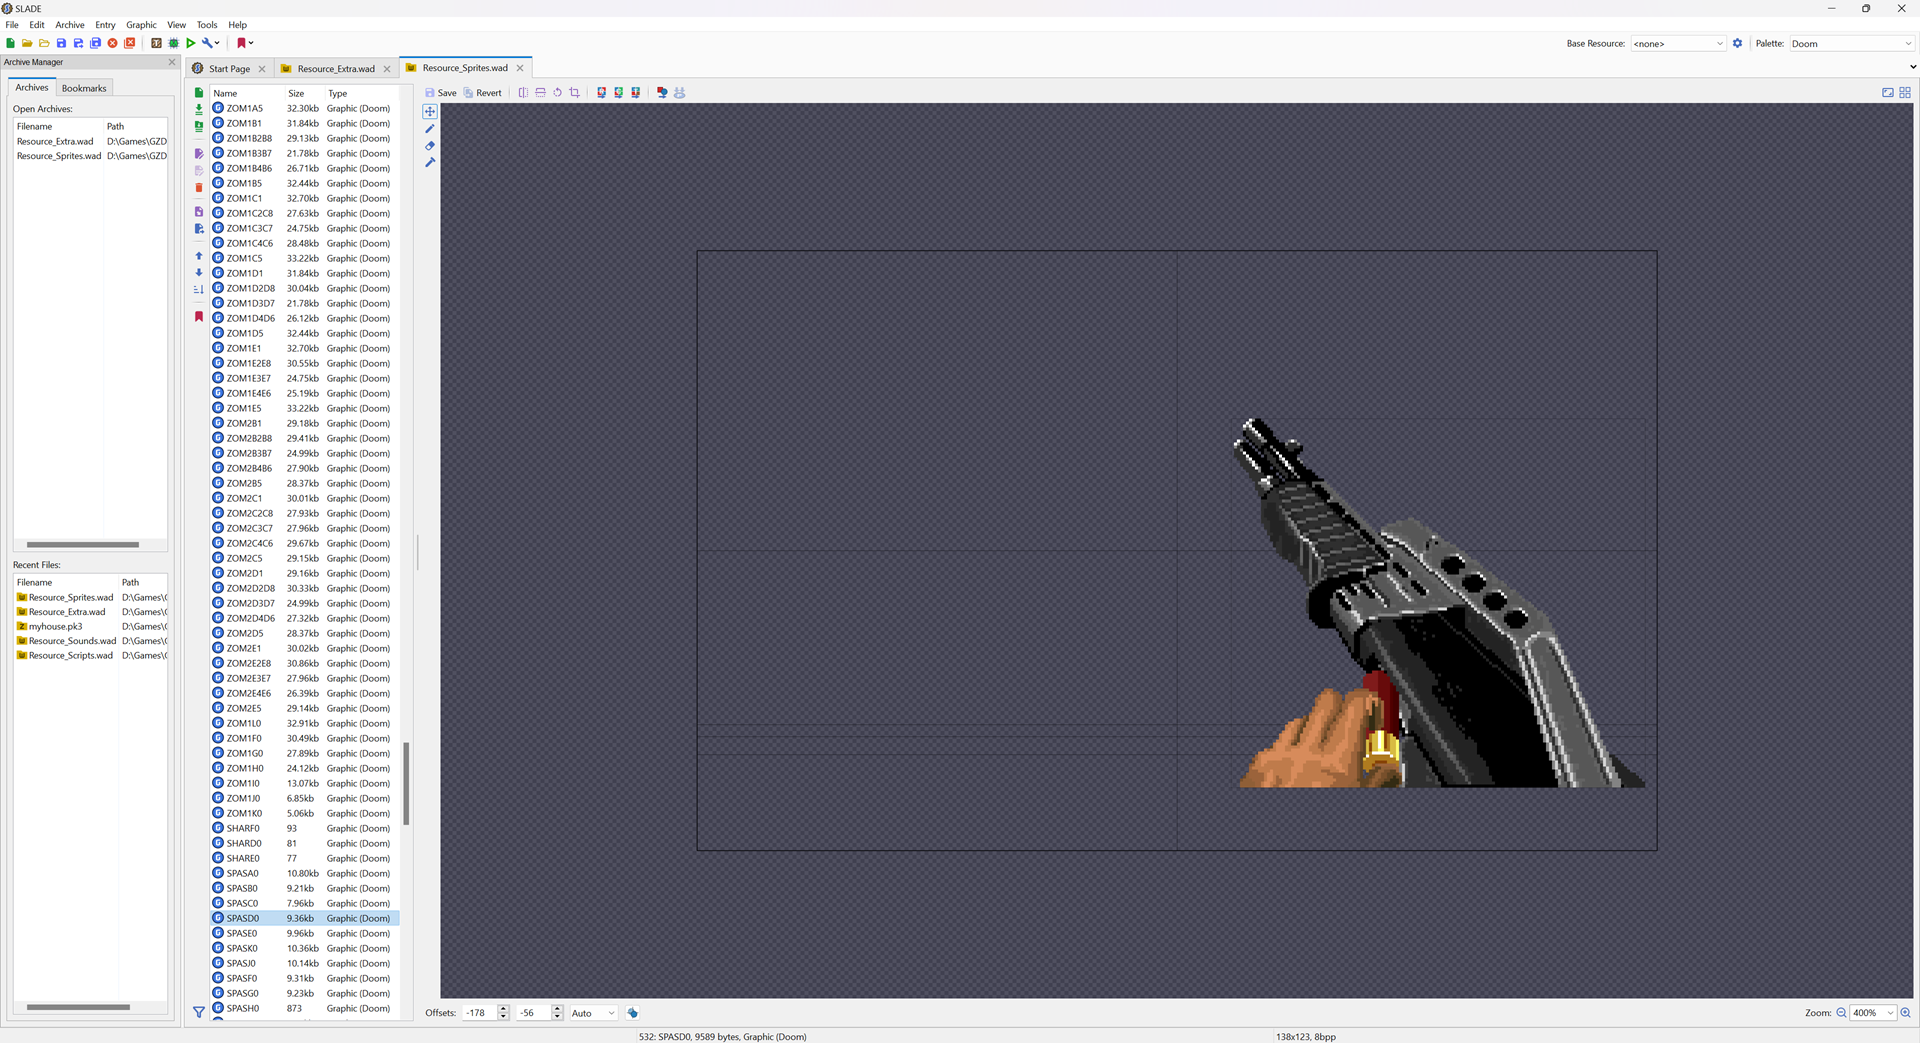 SLADE
File Edit Archive Entry Graphic View Tools Help
Base Resource: <none> Palette: Doom
Archive Manager
Start Page Resource_Extra.wad Resource_Sprites.wad
Archives Bookmarks
Open Archives:
Filename Path
Resource_Extra.wad D:\Games\GZD
Resource_Sprites.wad D:\Games\GZD
Recent Files:
Filename Path
Resource_Sprites.wad D:\Games\G
Resource_Extra.wad D:\Games\G
myhouse.pk3 D:\Games\G
Resource_Sounds.wad D:\Games\G
Resource_Scripts.wad D:\Games\G
Save Revert
Name Size Type
ZOM1A5 32.30kb Graphic (Doom)
ZOM1B1 31.84kb Graphic (Doom)
ZOM1B2B8 29.13kb Graphic (Doom)
ZOM1B3B7 21.78kb Graphic (Doom)
ZOM1B4B6 26.71kb Graphic (Doom)
ZOM1B5 32.44kb Graphic (Doom)
ZOM1C1 32.70kb Graphic (Doom)
ZOM1C2C8 27.63kb Graphic (Doom)
ZOM1C3C7 24.75kb Graphic (Doom)
ZOM1C4C6 28.48kb Graphic (Doom)
ZOM1C5 33.22kb Graphic (Doom)
ZOM1D1 31.84kb Graphic (Doom)
ZOM1D2D8 30.04kb Graphic (Doom)
ZOM1D3D7 21.78kb Graphic (Doom)
ZOM1D4D6 26.12kb Graphic (Doom)
ZOM1D5 32.44kb Graphic (Doom)
ZOM1E1 32.70kb Graphic (Doom)
ZOM1E2E8 30.55kb Graphic (Doom)
ZOM1E3E7 24.75kb Graphic (Doom)
ZOM1E4E6 25.19kb Graphic (Doom)
ZOM1E5 33.22kb Graphic (Doom)
ZOM2B1 29.18kb Graphic (Doom)
ZOM2B2B8 29.41kb Graphic (Doom)
ZOM2B3B7 24.99kb Graphic (Doom)
ZOM2B4B6 27.90kb Graphic (Doom)
ZOM2B5 28.37kb Graphic (Doom)
ZOM2C1 30.01kb Graphic (Doom)
ZOM2C2C8 27.93kb Graphic (Doom)
ZOM2C3C7 27.96kb Graphic (Doom)
ZOM2C4C6 29.67kb Graphic (Doom)
ZOM2C5 29.15kb Graphic (Doom)
ZOM2D1 29.16kb Graphic (Doom)
ZOM2D2D8 30.33kb Graphic (Doom)
ZOM2D3D7 24.99kb Graphic (Doom)
ZOM2D4D6 27.32kb Graphic (Doom)
ZOM2D5 28.37kb Graphic (Doom)
ZOM2E1 30.02kb Graphic (Doom)
ZOM2E2E8 30.86kb Graphic (Doom)
ZOM2E3E7 27.96kb Graphic (Doom)
ZOM2E4E6 26.39kb Graphic (Doom)
ZOM2E5 29.14kb Graphic (Doom)
ZOM1L0 32.91kb Graphic (Doom)
ZOM1F0 30.49kb Graphic (Doom)
ZOM1G0 27.89kb Graphic (Doom)
ZOM1H0 24.12kb Graphic (Doom)
ZOM1I0 13.07kb Graphic (Doom)
ZOM1J0 6.85kb Graphic (Doom)
ZOM1K0 5.06kb Graphic (Doom)
SHARF0 93 Graphic (Doom)
SHARD0 81 Graphic (Doom)
SHARE0 77 Graphic (Doom)
SPASA0 10.80kb Graphic (Doom)
SPASB0 9.21kb Graphic (Doom)
SPASC0 7.96kb Graphic (Doom)
SPASD0 9.36kb Graphic (Doom)
SPASE0 9.96kb Graphic (Doom)
SPASK0 10.36kb Graphic (Doom)
SPASJ0 10.14kb Graphic (Doom)
SPASF0 9.31kb Graphic (Doom)
SPASG0 9.23kb Graphic (Doom)
SPASH0 873 Graphic (Doom)
Offsets: -178 -56 Auto Zoom: 400%
532: SPASD0, 9589 bytes, Graphic (Doom) 138x123, 8bpp